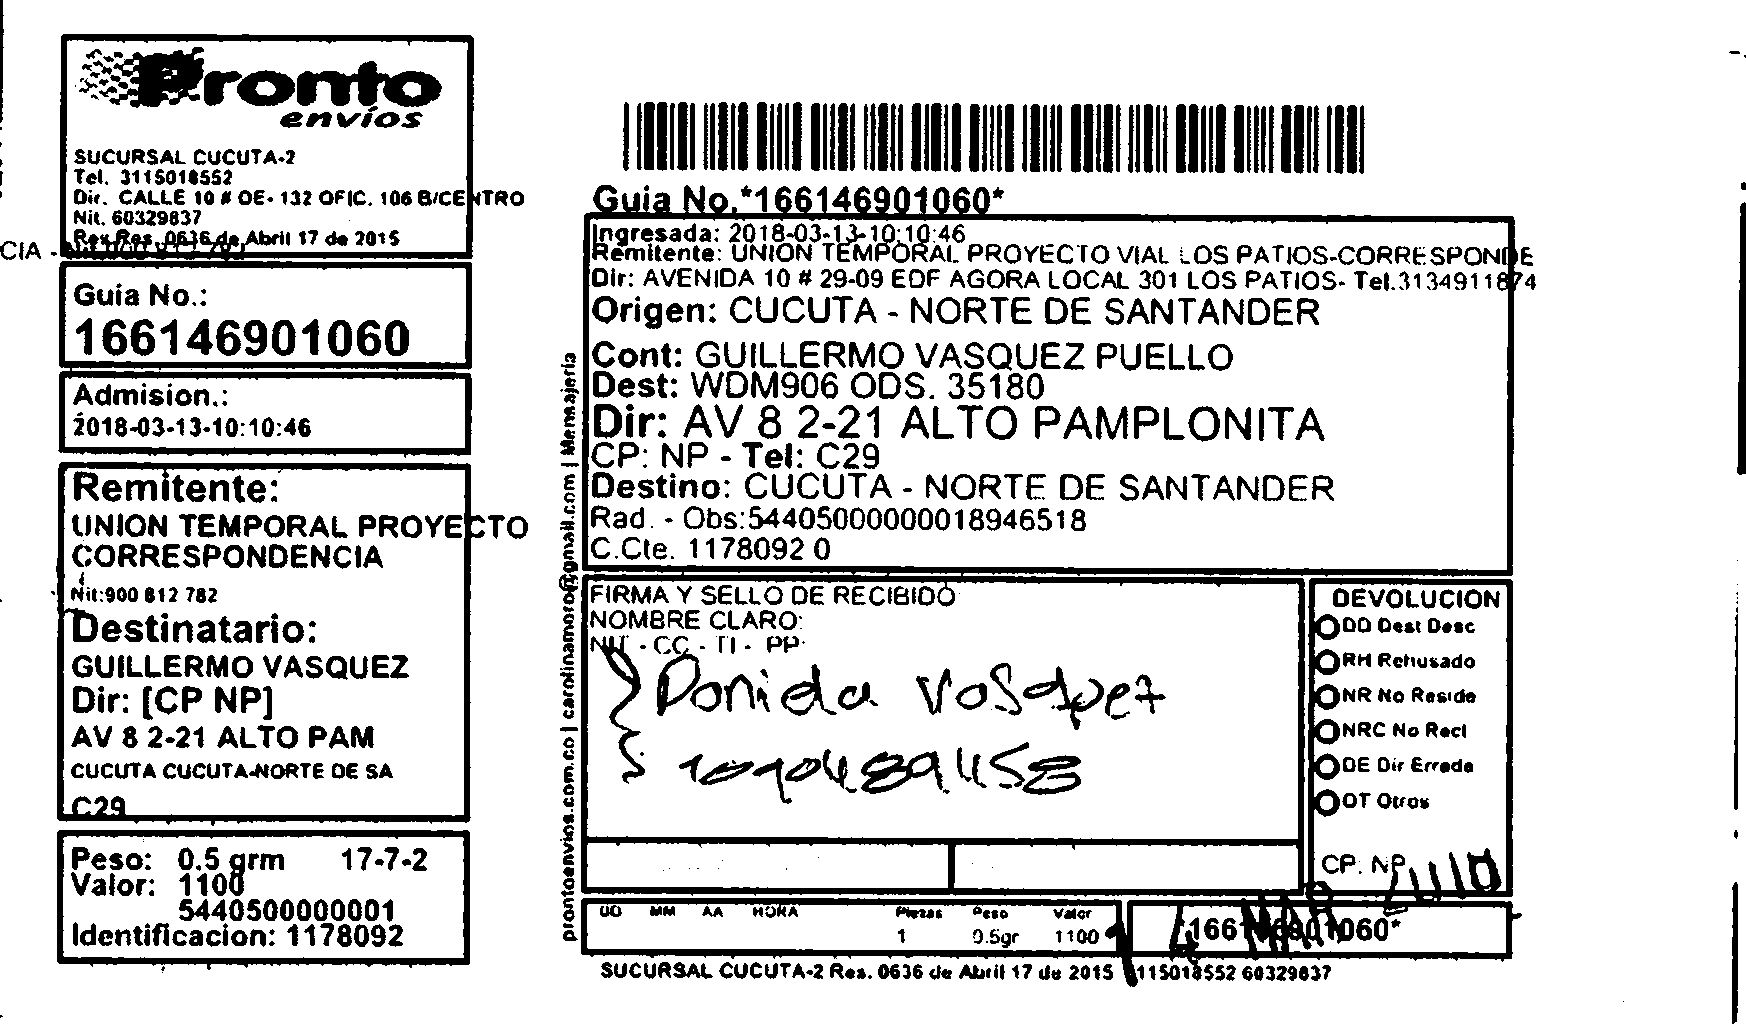 Pronto
envíos
SUCURSAL CUCUTA-2
Tel. 3115018552
Dir. CALLE 10 # OE- 132 OFIC. 106 B/CENTRO
Nit. 60329837
Res Res. 0636 de Abril 17 de 2015
CIA -
Guia No.:
166146901060
Admision.:
2018-03-13-10:10:46
Remitente:
UNION TEMPORAL PROYECTO
CORRESPONDENCIA
Nit:900 812 782
Destinatario:
GUILLERMO VASQUEZ
Dir: [CP NP]
AV 8 2-21 ALTO PAM
CUCUTA CUCUTA-NORTE DE SA
C29
Peso: 0.5 grm 17-7-2
Valor: 1100
5440500000001
Identificacion: 1178092
prontoenvios.com.co | carolinamoro@gmail.com | Mensajeria
Guia No.*166146901060*
Ingresada: 2018-03-13-10:10:46
Remitente: UNION TEMPORAL PROYECTO VIAL LOS PATIOS-CORRESPONDE
Dir: AVENIDA 10 # 29-09 EDF AGORA LOCAL 301 LOS PATIOS- Tel.3134911874
Origen: CUCUTA - NORTE DE SANTANDER
Cont: GUILLERMO VASQUEZ PUELLO
Dest: WDM906 ODS. 35180
Dir: AV 8 2-21 ALTO PAMPLONITA
CP: NP - Tel: C29
Destino: CUCUTA - NORTE DE SANTANDER
Rad. - Obs:54405000000018946518
C.Cte. 1178092 0
FIRMA Y SELLO DE RECIBIDO
NOMBRE CLARO:
NIT - CC - TI - PP:
Donida Vasquez
1090489458
DEVOLUCION
DD Dest Desc
RH Rehusado
NR No Reside
NRC No Recl
DE Dir Errada
OT Otros
CP: NP
DD MM AA HORA Piezas Peso Valor
1 0.5gr 1100
*166146901060*
14 MAR
SUCURSAL CUCUTA-2 Res. 0636 de Abril 17 de 2015 3115018552 60329837